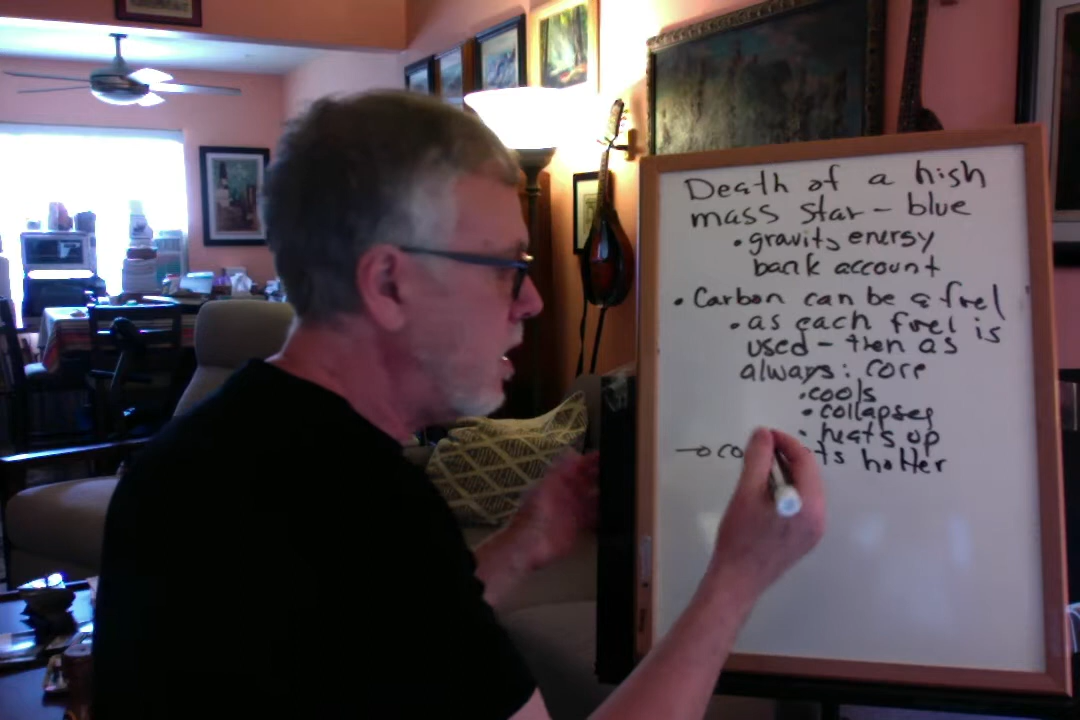 Death of a high
mass star - blue
• gravity energy
bank account
• Carbon can be a fuel
• as each fuel is
used - then as
always: core
• cools
• collapses
• heats up
hotter